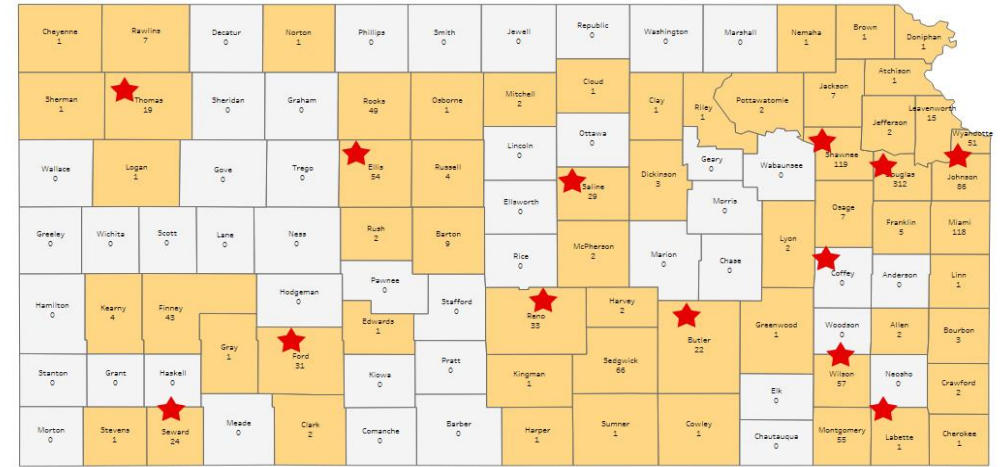 Cheyenne
1
Rawlins
7
Decatur
0
Norton
1
Phillips
0
Smith
0
Jewell
0
Republic
0
Washington
0
Marshall
0
Nemaha
1
Brown
1
Doniphan
1
Sherman
1
Thomas
19
Sheridan
0
Graham
0
Rooks
49
Osborne
1
Mitchell
2
Cloud
1
Clay
1
Riley
1
Pottawatomie
2
Jackson
7
Atchison
1
Jefferson
2
Leavenworth
15
Wyandotte
51
Wallace
0
Logan
1
Gove
0
Trego
0
Ellis
54
Russell
4
Lincoln
0
Ottawa
0
Saline
29
Dickinson
3
Geary
0
Wabaunsee
0
Shawnee
119
Douglas
312
Johnson
86
Greeley
0
Wichita
0
Scott
0
Lane
0
Ness
0
Rush
2
Barton
9
Ellsworth
0
Rice
0
McPherson
2
Marion
0
Morris
0
Chase
0
Lyon
2
Osage
7
Franklin
5
Miami
118
Hamilton
0
Kearny
4
Finney
43
Hodgeman
0
Pawnee
0
Stafford
0
Edwards
1
Gray
1
Ford
31
Reno
33
Harvey
2
Sedgwick
66
Butler
22
Greenwood
1
Coffey
0
Anderson
0
Linn
1
Woodson
0
Allen
2
Bourbon
3
Stanton
0
Grant
0
Haskell
0
Kiowa
0
Pratt
0
Kingman
1
Elk
0
Wilson
57
Neosho
0
Crawford
2
Morton
0
Stevens
1
Seward
24
Meade
0
Clark
2
Comanche
0
Barber
0
Harper
1
Sumner
1
Cowley
1
Chautauqua
0
Montgomery
55
Labette
1
Cherokee
1